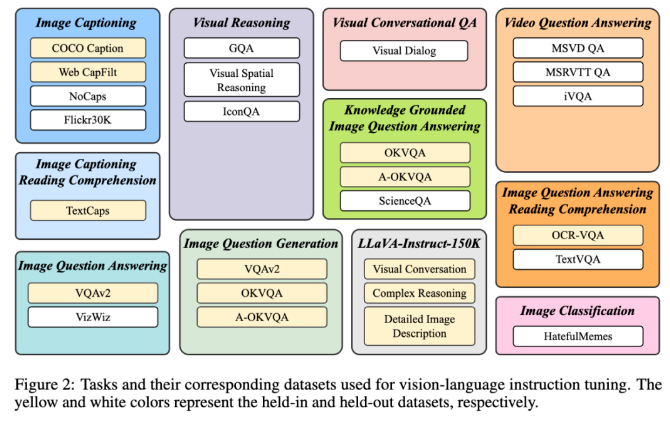 Image Captioning
COCO Caption
Web CapFilt
NoCaps
Flickr30K
Visual Reasoning
GQA
Visual Spatial
Reasoning
IconQA
Visual Conversational QA
Visual Dialog
Video Question Answering
MSVD QA
MSRVTT QA
iVQA
Knowledge Grounded
Image Question Answering
OKVQA
A-OKVQA
ScienceQA
Image Captioning
Reading Comprehension
TextCaps
Image Question Answering
Reading Comprehension
OCR-VQA
TextVQA
Image Question Answering
VQAv2
VizWiz
Image Question Generation
VQAv2
OKVQA
A-OKVQA
LLaVA-Instruct-150K
Visual Conversation
Complex Reasoning
Detailed Image
Description
Image Classification
HatefulMemes
Figure 2: Tasks and their corresponding datasets used for vision-language instruction tuning. The
yellow and white colors represent the held-in and held-out datasets, respectively.